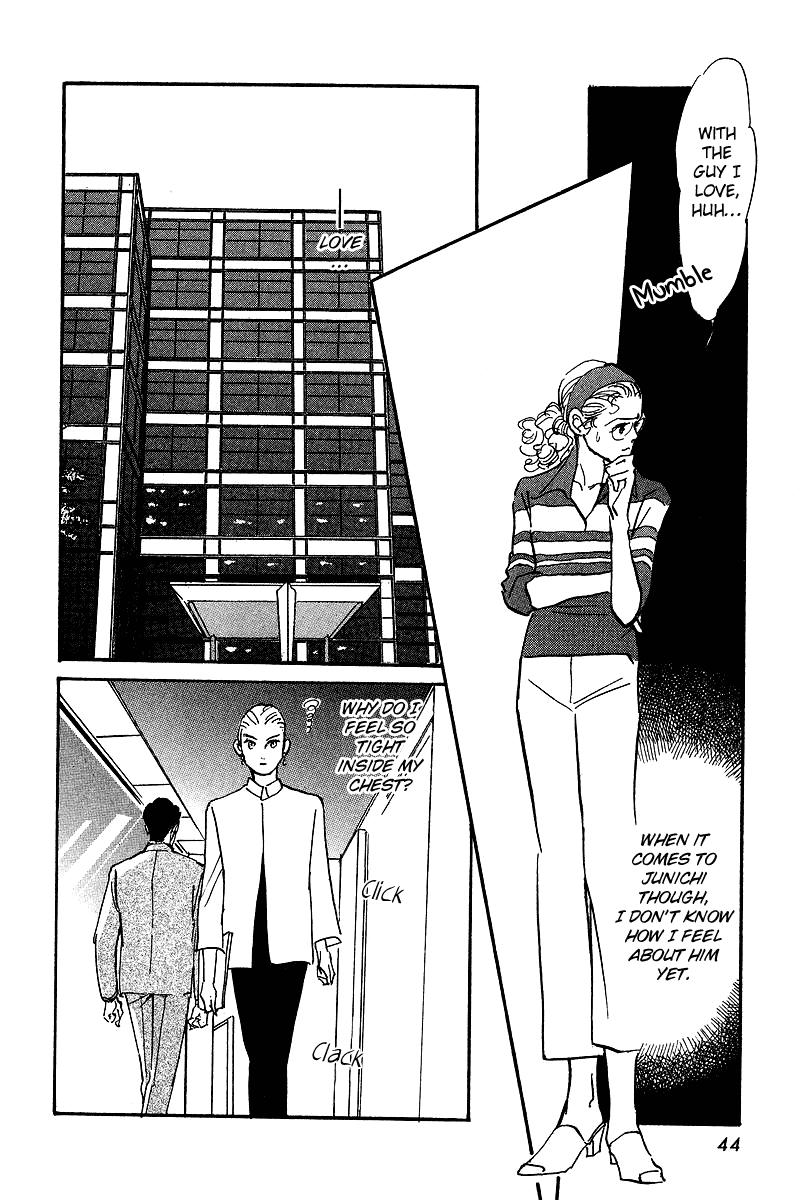 WITH
THE
GUY I
LOVE,
HUH...
Mumble
WHEN IT
COMES TO
JUNICHI
THOUGH,
I DON'T KNOW
HOW I FEEL
ABOUT HIM
YET.
LOVE
...
WHY DO I
FEEL SO
TIGHT
INSIDE MY
CHEST?
Click
Clack
44